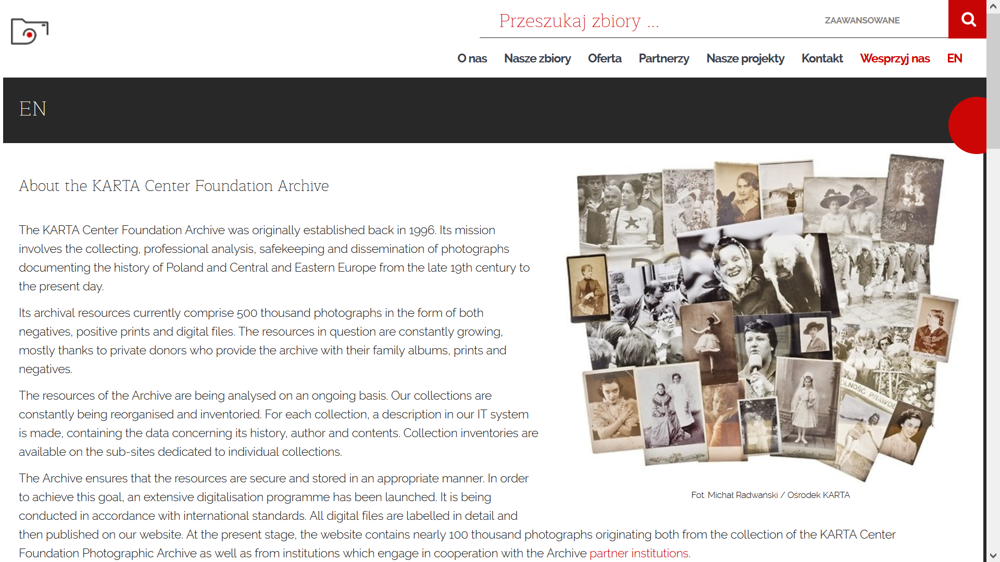 Przeszukaj zbiory ...
ZAAWANSOWANE
O nas Nasze zbiory Oferta Partnerzy Nasze projekty Kontakt Wesprzyj nas EN
EN
About the KARTA Center Foundation Archive
The KARTA Center Foundation Archive was originally established back in 1996. Its mission
involves the collecting, professional analysis, safekeeping and dissemination of photographs
documenting the history of Poland and Central and Eastern Europe from the late 19th century to
the present day.
Its archival resources currently comprise 500 thousand photographs in the form of both
negatives, positive prints and digital files. The resources in question are constantly growing,
mostly thanks to private donors who provide the archive with their family albums, prints and
negatives.
The resources of the Archive are being analysed on an ongoing basis. Our collections are
constantly being reorganised and inventoried. For each collection, a description in our IT system
is made, containing the data concerning its history, author and contents. Collection inventories are
available on the sub-sites dedicated to individual collections.
The Archive ensures that the resources are secure and stored in an appropriate manner. In order
to achieve this goal, an extensive digitalisation programme has been launched. It is being
conducted in accordance with international standards. All digital files are labelled in detail and
then published on our website. At the present stage, the website contains nearly 100 thousand photographs originating both from the collection of the KARTA Center
Foundation Photographic Archive as well as from institutions which engage in cooperation with the Archive partner institutions.
Fot. Michał Radwański / Ośrodek KARTA